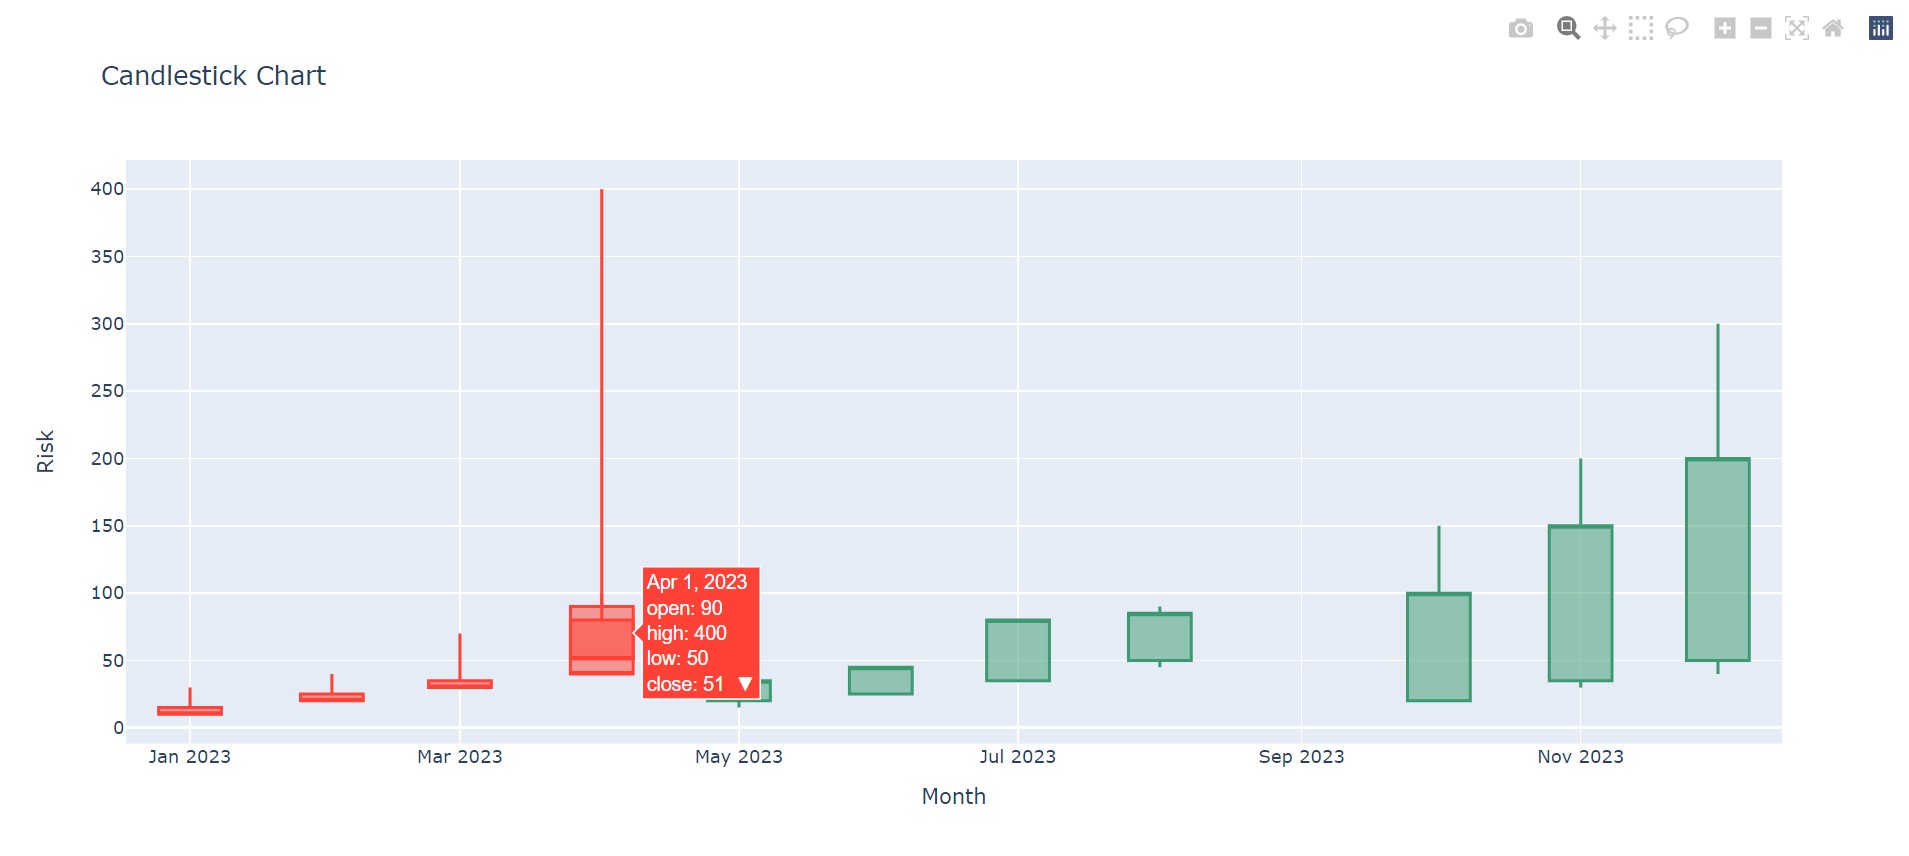 Candlestick Chart
400
350
300
250
200
150
100
50
0
Risk
Apr 1, 2023
open: 90
high: 400
low: 50
close: 51 ▼
Jan 2023
Mar 2023
May 2023
Jul 2023
Sep 2023
Nov 2023
Month